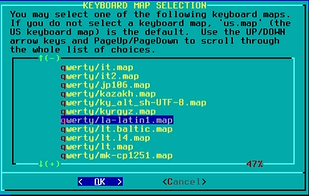 KEYBOARD MAP SELECTION
You may select one of the following keyboard maps.
If you do not select a keyboard map, 'us.map' (the
US keyboard map) is the default. Use the UP/DOWN
arrow keys and PageUp/PageDown to scroll through
the whole list of choices.
↑(-)
qwerty/it.map
qwerty/it2.map
qwerty/jp106.map
qwerty/kazakh.map
qwerty/ky_alt_sh-UTF-8.map
qwerty/kyrgyz.map
qwerty/la-latin1.map
qwerty/lt.baltic.map
qwerty/lt.l4.map
qwerty/lt.map
qwerty/mk-cp1251.map
↓(+) 47%
< OK > <Cancel>